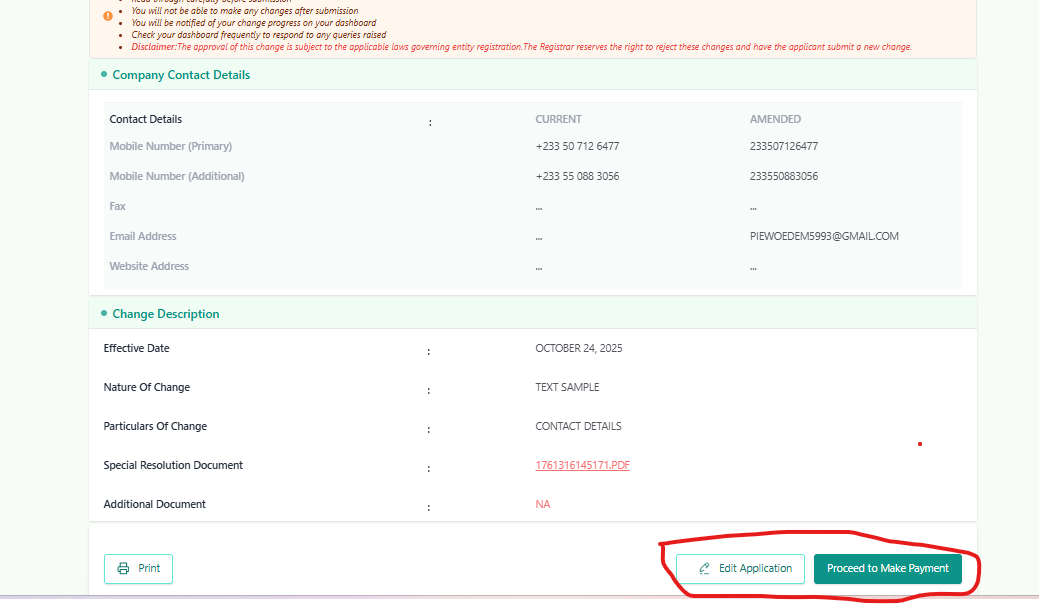 Read through carefully before submission
You will not be able to make any changes after submission
You will be notified of your change progress on your dashboard
Check your dashboard frequently to respond to any queries raised
Disclaimer:The approval of this change is subject to the applicable laws governing entity registration.The Registrar reserves the right to reject these changes and have the applicant submit a new change.
Company Contact Details
Contact Details : CURRENT AMENDED
Mobile Number (Primary) +233 50 712 6477 233507126477
Mobile Number (Additional) +233 55 088 3056 233550883056
Fax ... ...
Email Address ... PIEWOEDEM5993@GMAIL.COM
Website Address ... ...
Change Description
Effective Date : OCTOBER 24, 2025
Nature Of Change : TEXT SAMPLE
Particulars Of Change : CONTACT DETAILS
Special Resolution Document : 1761316145171.PDF
Additional Document : NA
Print Edit Application Proceed to Make Payment